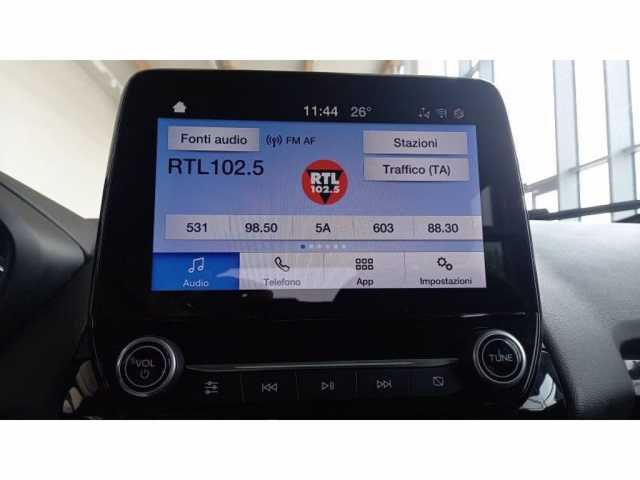 11:44 26°
Fonti audio FM AF Stazioni
RTL102.5 RTL 102.5 Traffico (TA)
531 98.50 5A 603 88.30
Audio Telefono App Impostazioni
VOL TUNE